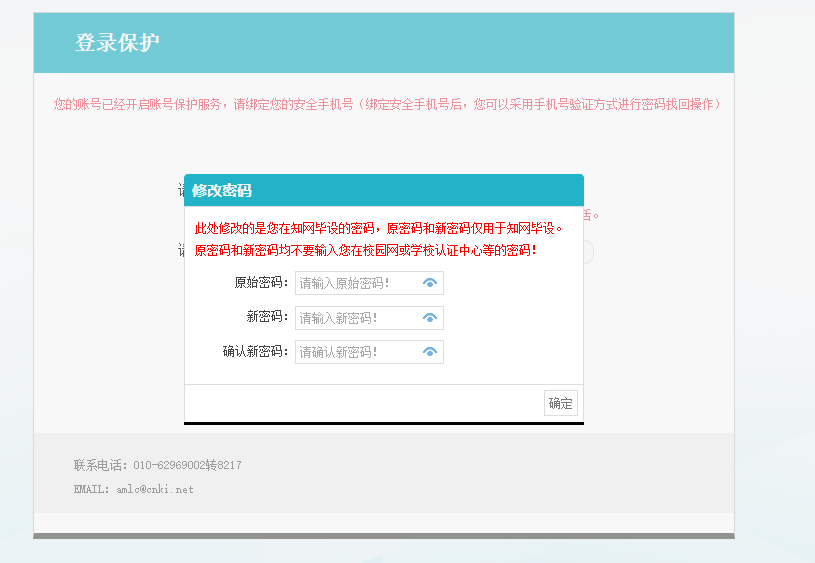 登录保护
您的账号已经开启账号保护服务，请绑定您的安全手机号（绑定安全手机号后，您可以采用手机号验证方式进行密码找回操作）
修改密码
此处修改的是您在知网毕设的密码，原密码和新密码仅用于知网毕设。
原密码和新密码均不要输入您在校园网或学校认证中心等的密码！
原始密码： 请输入原始密码！
新密码： 请输入新密码！
确认新密码： 请确认新密码！
确定
联系电话：010-62969002转8217
EMAIL: amlc@cnki.net